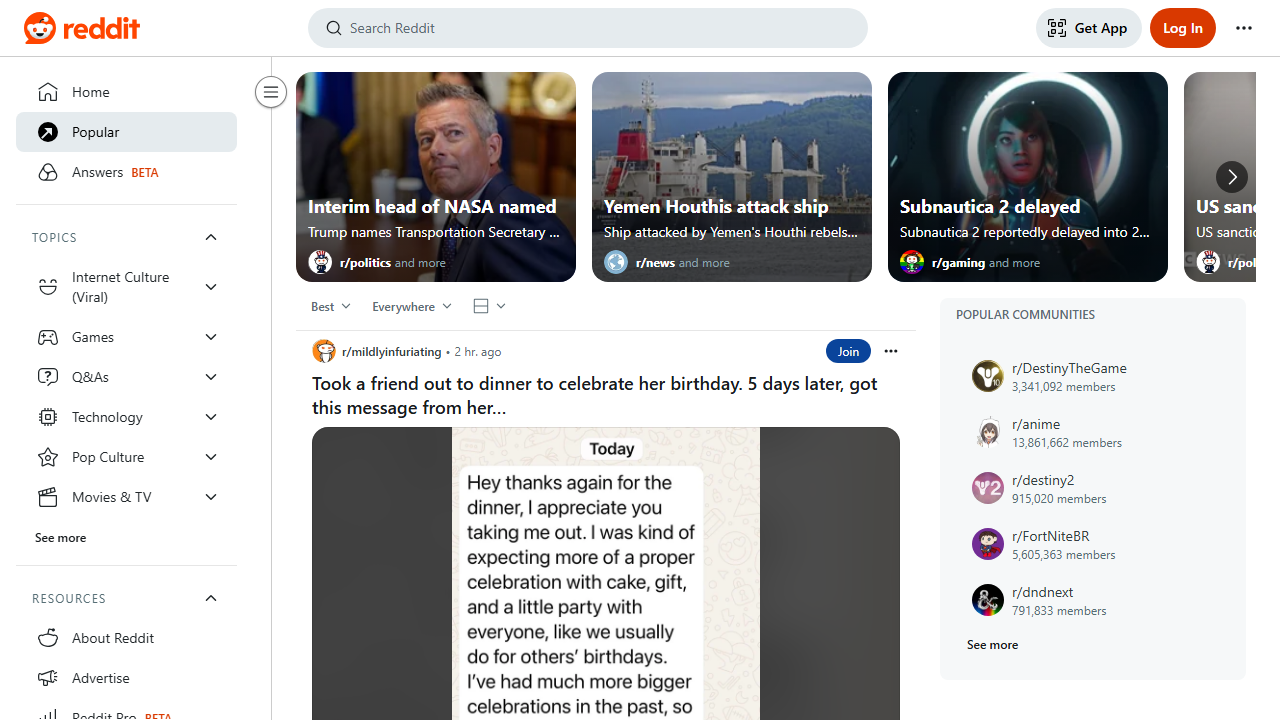 reddit
Search Reddit
Get App
Log In
Home
Popular
Answers BETA
TOPICS
Internet Culture
(Viral)
Games
Q&As
Technology
Pop Culture
Movies & TV
See more
RESOURCES
About Reddit
Advertise
Reddit Pro BETA
Interim head of NASA named
Trump names Transportation Secretary ...
r/politics and more
Yemen Houthis attack ship
Ship attacked by Yemen's Houthi rebels...
r/news and more
Subnautica 2 delayed
Subnautica 2 reportedly delayed into 2...
r/gaming and more
US sanc
US sanctio
r/pol
Best
Everywhere
r/mildlyinfuriating • 2 hr. ago
Join
Took a friend out to dinner to celebrate her birthday. 5 days later, got
this message from her...
Today
Hey thanks again for the
dinner, I appreciate you
taking me out. I was kind of
expecting more of a proper
celebration with cake, gift,
and a little party with
everyone, like we usually
do for others' birthdays.
I've had much more bigger
celebrations in the past, so
POPULAR COMMUNITIES
r/DestinyTheGame
3,341,092 members
r/anime
13,861,662 members
r/destiny2
915,020 members
r/FortNiteBR
5,605,363 members
r/dndnext
791,833 members
See more